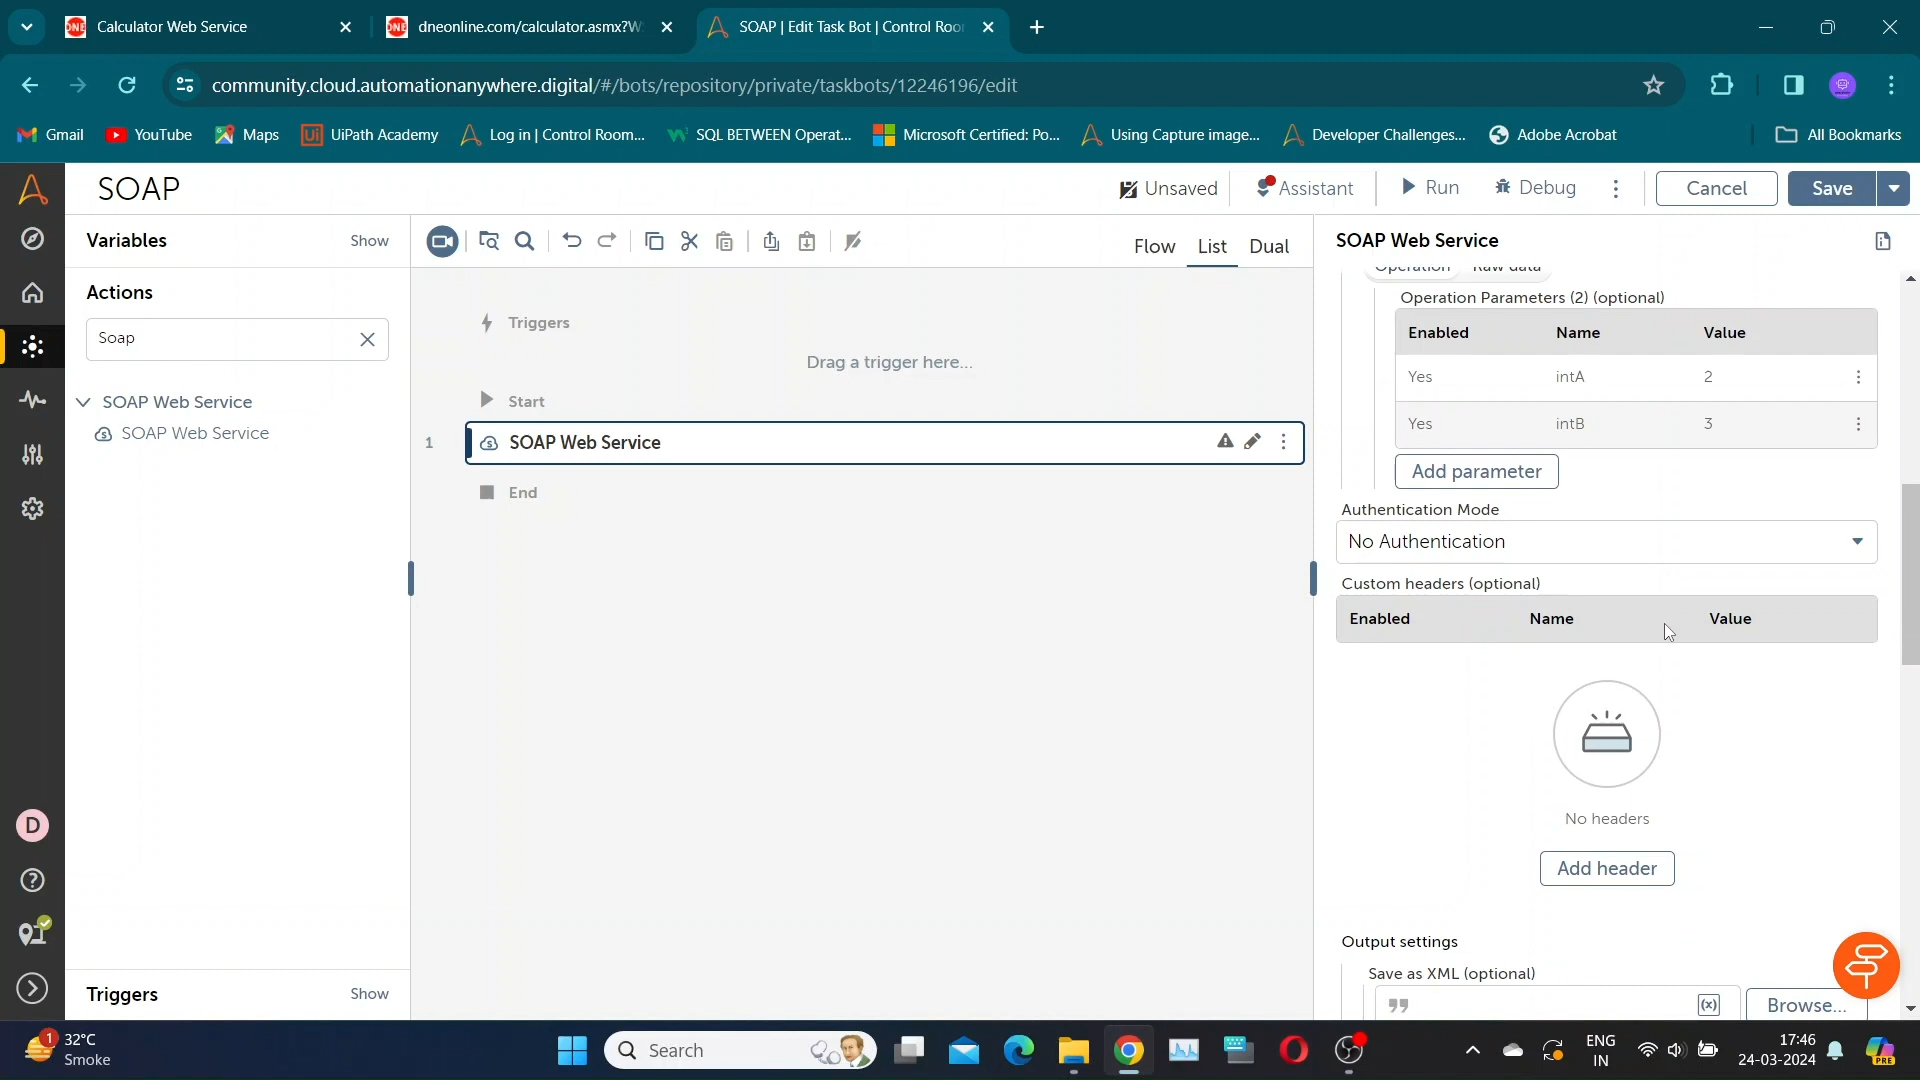 Calculator Web Service
dneonline.com/calculator.asmx?W
SOAP | Edit Task Bot | Control Roo
community.cloud.automationanywhere.digital/#/bots/repository/private/taskbots/12246196/edit
Gmail
YouTube
Maps
UiPath Academy
Log in | Control Room...
SQL BETWEEN Operat...
Microsoft Certified: Po...
Using Capture image...
Developer Challenges...
Adobe Acrobat
All Bookmarks
SOAP
Unsaved
Assistant
Run
Debug
Cancel
Save
Variables
Show
Flow
List
Dual
SOAP Web Service
Actions
Soap
SOAP Web Service
SOAP Web Service
Triggers
Drag a trigger here...
Start
1
SOAP Web Service
End
Operation
Raw data
Operation Parameters (2) (optional)
Enabled Name Value
Yes intA 2
Yes intB 3
Add parameter
Authentication Mode
No Authentication
Custom headers (optional)
Enabled Name Value
No headers
Add header
Output settings
Save as XML (optional)
(x)
Browse...
D
Triggers
Show
1
32°C
Smoke
Search
ENG
IN
17:46
24-03-2024
PRE